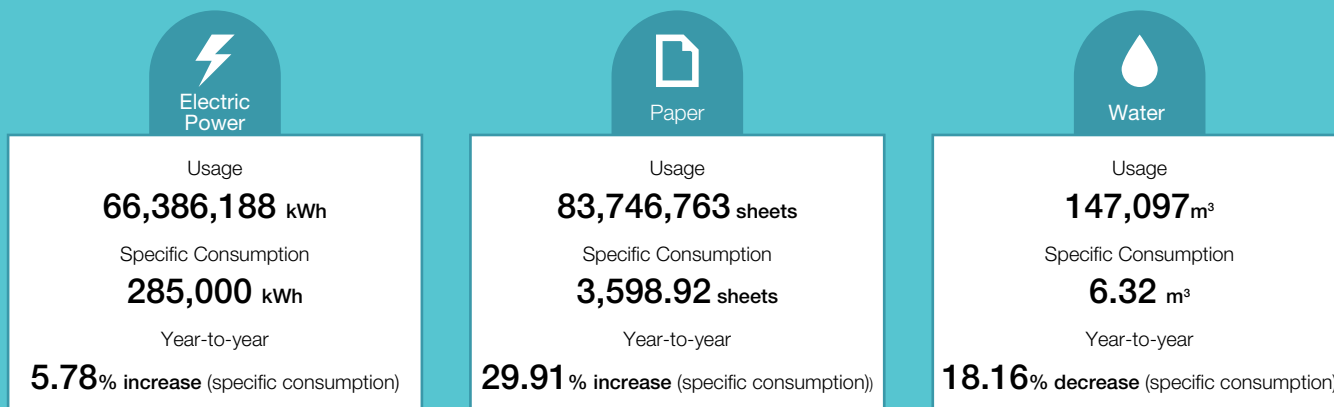 Electric
Power
Usage
66,386,188 kWh
Specific Consumption
285,000 kWh
Year-to-year
5.78% increase (specific consumption)
Paper
Usage
83,746,763 sheets
Specific Consumption
3,598.92 sheets
Year-to-year
29.91% increase (specific consumption))
Water
Usage
147,097m³
Specific Consumption
6.32 m³
Year-to-year
18.16% decrease (specific consumption)